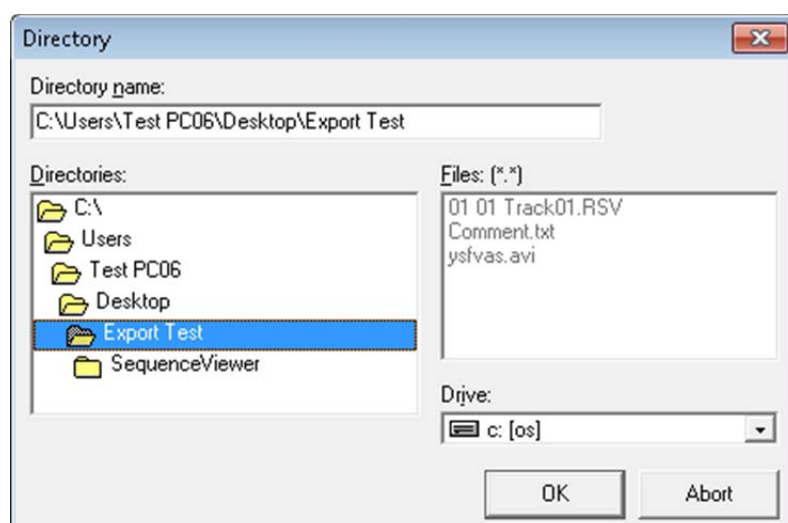 Directory
Directory name:
C:\Users\Test PC06\Desktop\Export Test
Directories:
C:\
Users
Test PC06
Desktop
Export Test
SequenceViewer
Files: (*.*)
01 01 Track01.RSV
Comment.txt
ysfvas.avi
Drive:
c: [os]
OK
Abort